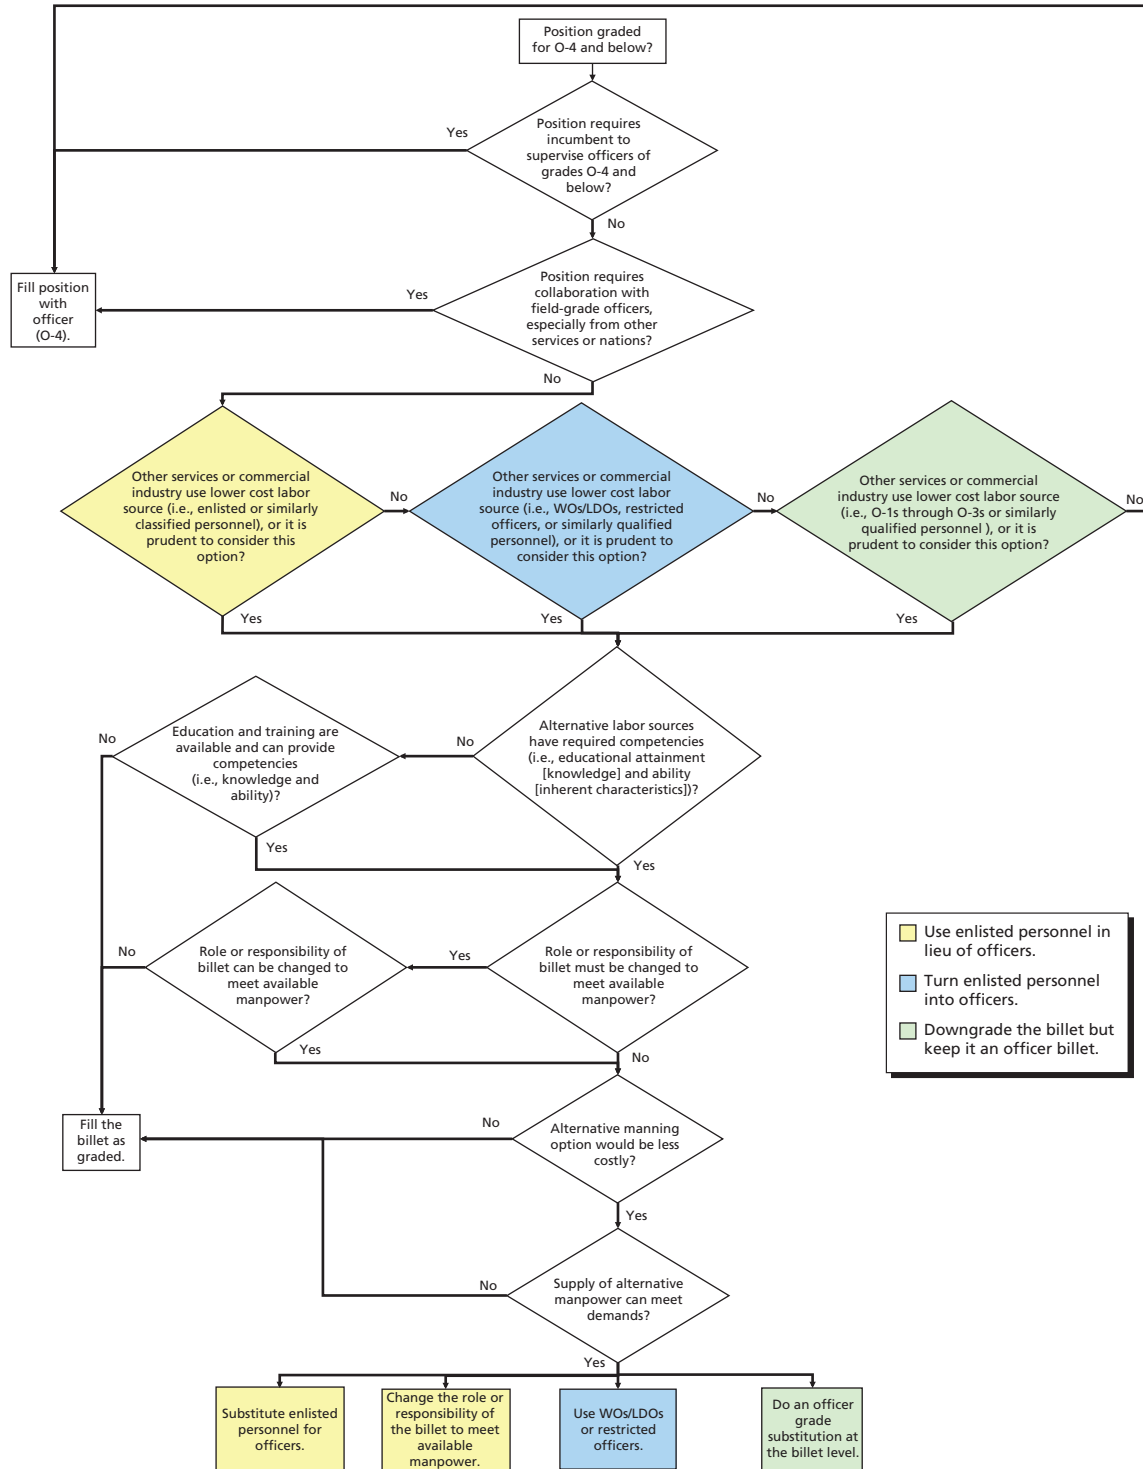 Position graded
for O-4 and below?
Position requires
incumbent to
supervise officers of
grades O-4 and
below?
Yes
No
Position requires
collaboration with
field-grade officers,
especially from other
services or nations?
Yes
No
Fill position
with
officer
(O-4).
Other services or commercial
industry use lower cost labor
source (i.e., enlisted or similarly
classified personnel), or it is
prudent to consider this
option?
No
Yes
Other services or commercial
industry use lower cost labor
source (i.e., WOs/LDOs, restricted
officers, or similarly qualified
personnel), or it is prudent to
consider this option?
No
Yes
Other services or commercial
industry use lower cost labor source
(i.e., O-1s through O-3s or similarly
qualified personnel ), or it is
prudent to consider this option?
No
Yes
Alternative labor sources
have required competencies
(i.e., educational attainment
[knowledge] and ability
[inherent characteristics])?
No
Yes
Education and training are
available and can provide
competencies
(i.e., knowledge and
ability)?
No
Yes
Role or responsibility of
billet must be changed to
meet available
manpower?
Yes
No
Role or responsibility of
billet can be changed to
meet available
manpower?
No
Yes
Use enlisted personnel in
lieu of officers.
Turn enlisted personnel
into officers.
Downgrade the billet but
keep it an officer billet.
Fill the
billet as
graded.
Alternative manning
option would be less
costly?
No
Yes
Supply of alternative
manpower can meet
demands?
No
Yes
Substitute enlisted
personnel for
officers.
Change the role or
responsibility of
the billet to meet
available
manpower.
Use WOs/LDOs
or restricted
officers.
Do an officer
grade
substitution at
the billet level.